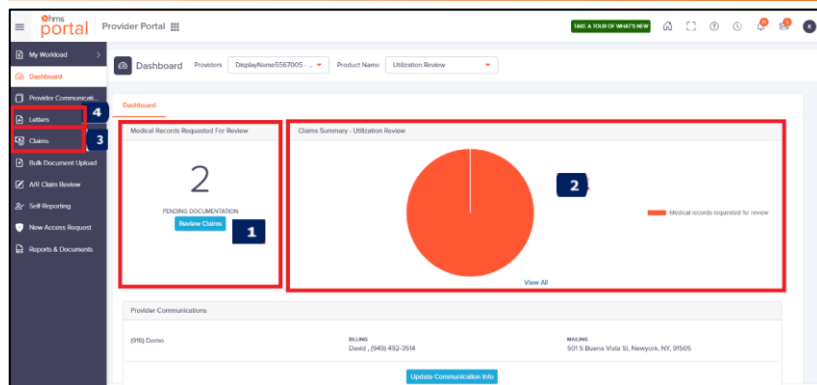 hms
portal
Provider Portal
TAKE A TOUR OF WHAT'S NEW
K
My Workload
Dashboard
Provider Communicati...
Letters
4
Claims
3
Bulk Document Upload
A/R Claim Review
Self-Reporting
New Access Request
Reports & Documents
Dashboard
Providers
DisplayName5567005 - ...
Product Name
Utilization Review
Dashboard
Medical Records Requested For Review
2
PENDING DOCUMENTATION
Review Claims
1
Claims Summary - Utilization Review
2
Medical records requested for review
View All
Provider Communications
(916) Demo
BILLING
David , (949) 492-3514
MAILING
501 S Buena Vista St, Newyork, NY, 91505
Update Communication Info